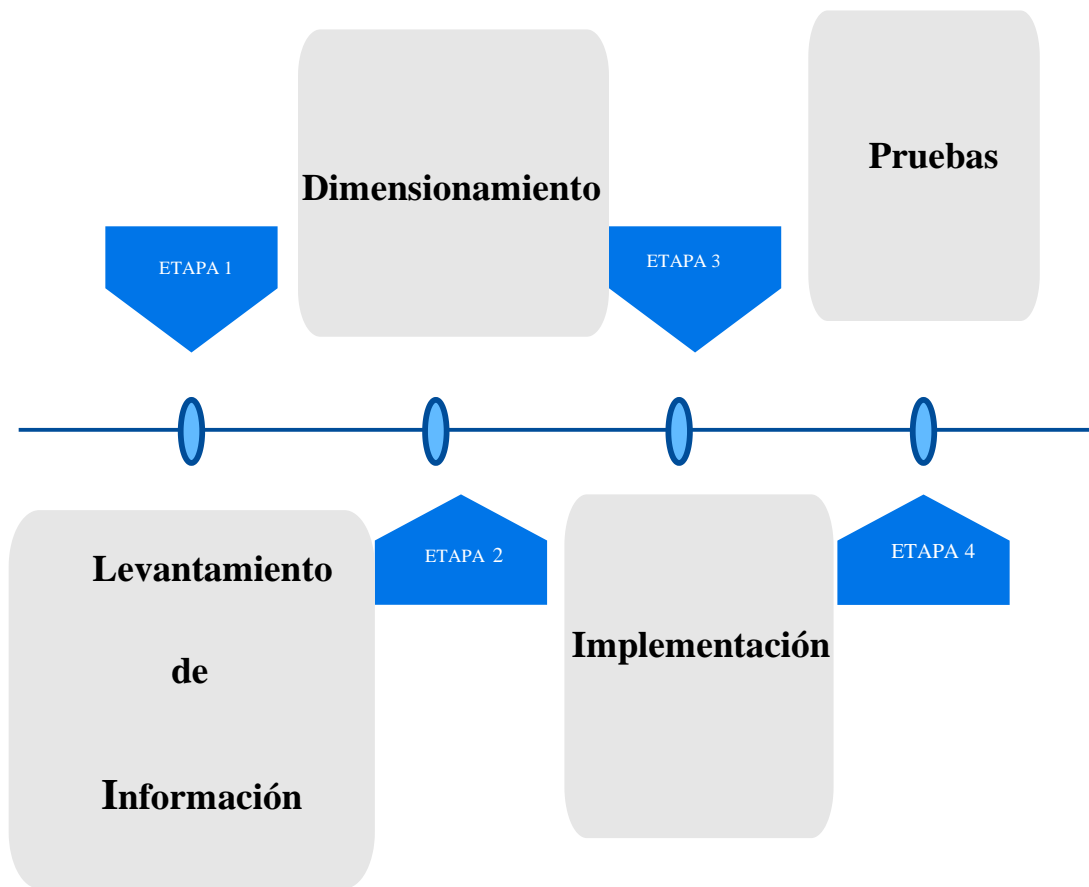 Dimensionamiento
Pruebas
ETAPA 1
ETAPA 3
Levantamiento
de
Información
ETAPA 2
Implementación
ETAPA 4